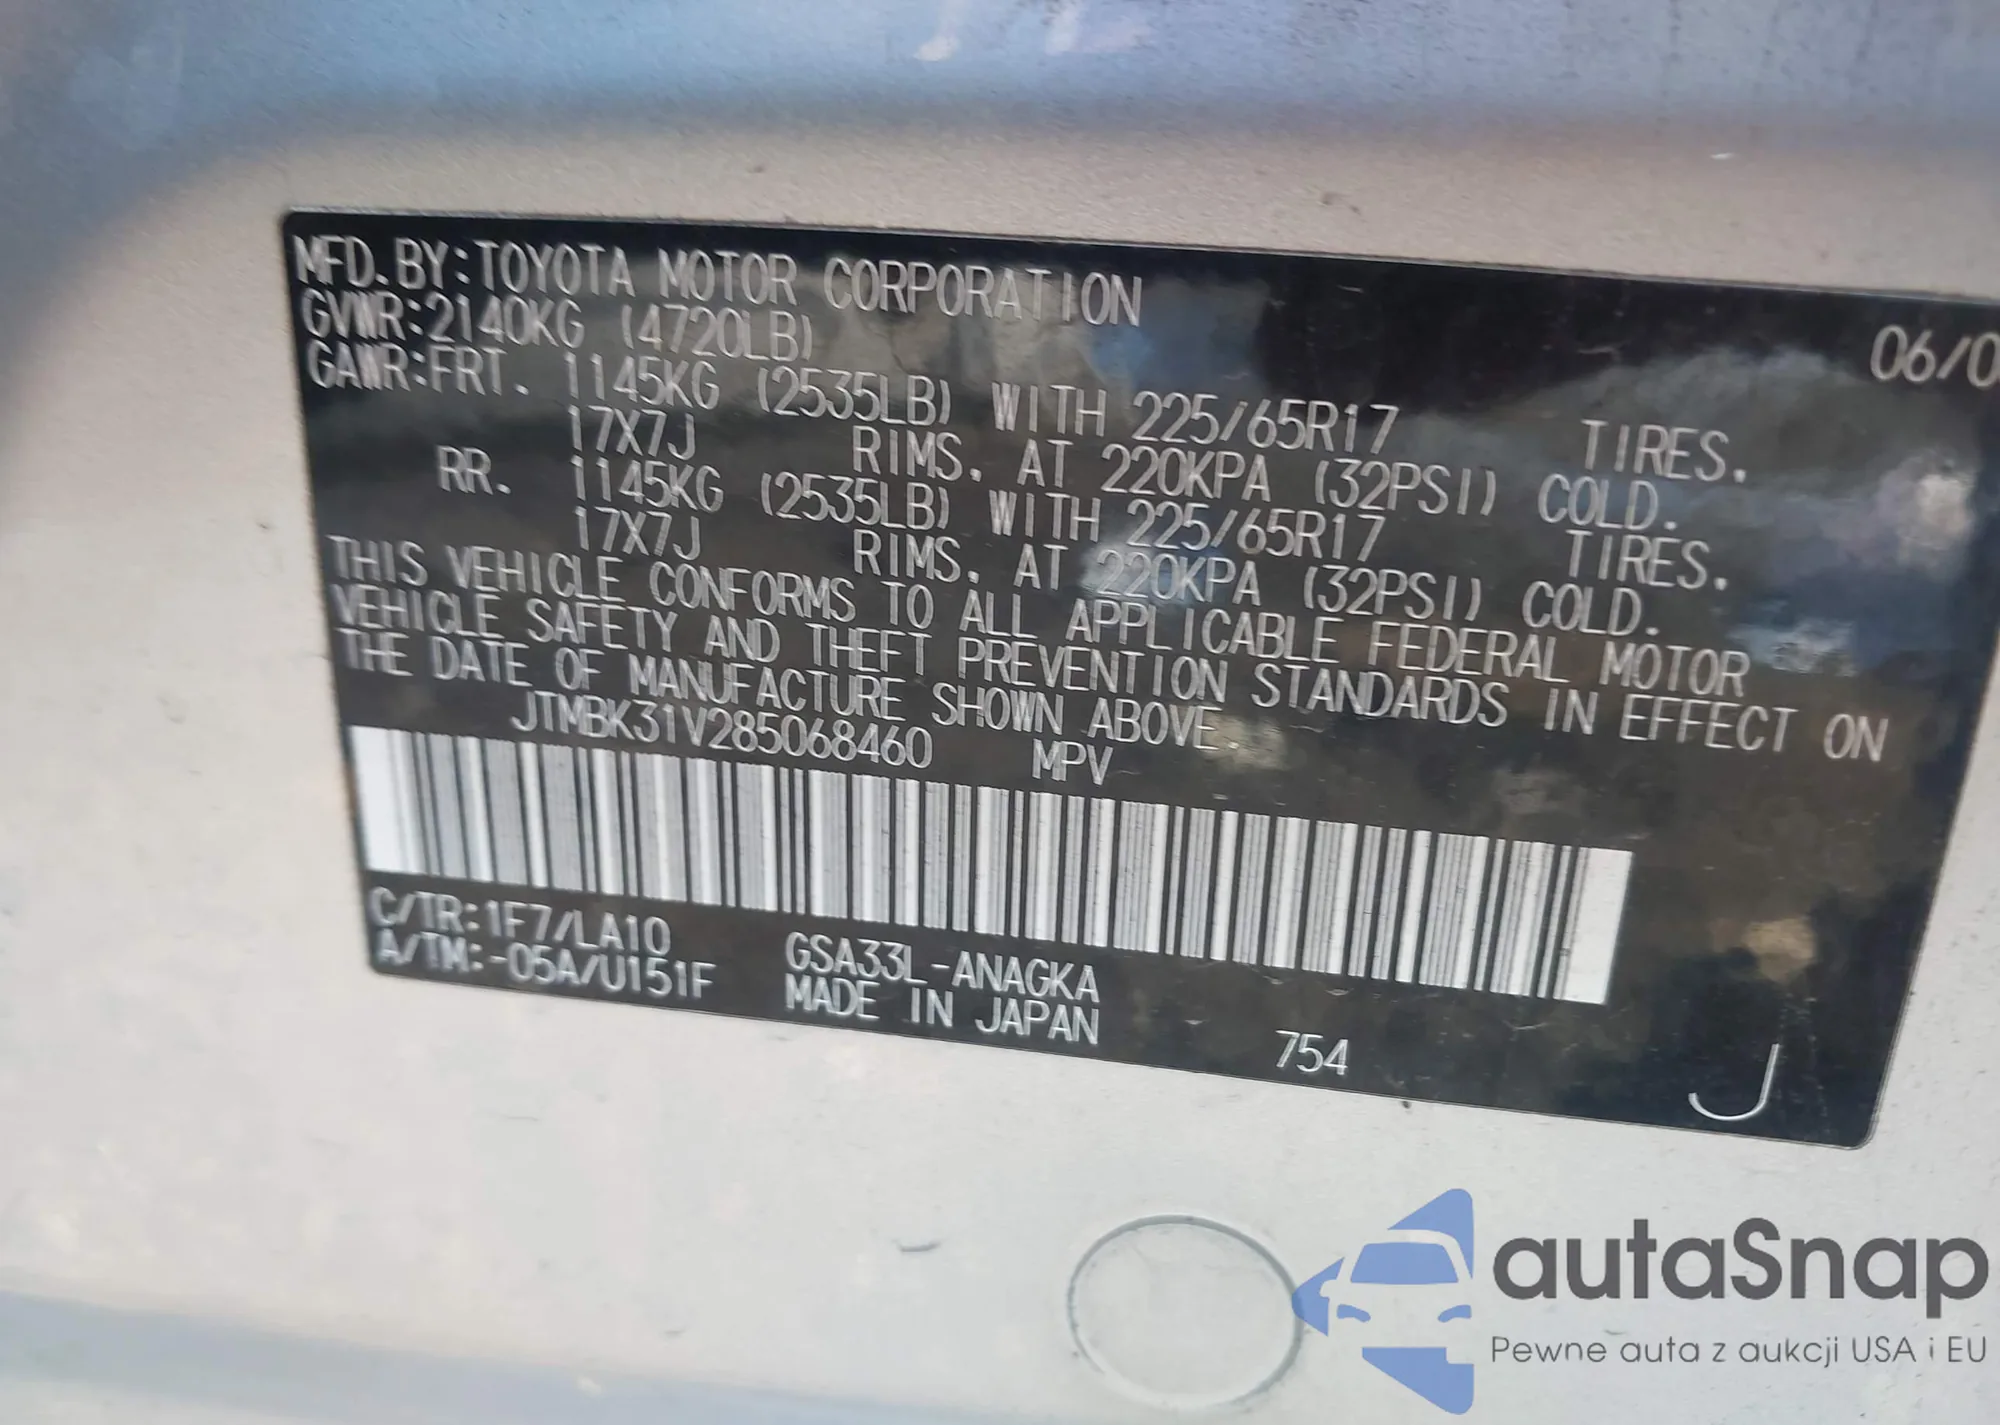 MFD.BY:TOYOTA MOTOR CORPORATION 06/0
GVWR:2140KG (4720LB)
GAWR:FRT. 1145KG (2535LB) WITH 225/65R17 TIRES.
17X7J RIMS. AT 220KPA (32PSI) COLD.
RR. 1145KG (2535LB) WITH 225/65R17 TIRES.
17X7J RIMS. AT 220KPA (32PSI) COLD.
THIS VEHICLE CONFORMS TO ALL APPLICABLE FEDERAL MOTOR
VEHICLE SAFETY AND THEFT PREVENTION STANDARDS IN EFFECT ON
THE DATE OF MANUFACTURE SHOWN ABOVE.
JTMBK31V285068460 MPV
C/TR:1F7/LA10 GSA33L-ANAGKA
A/TM:-05A/U151F MADE IN JAPAN
754
J
autaSnap
Pewne auta z aukcji USA i EU